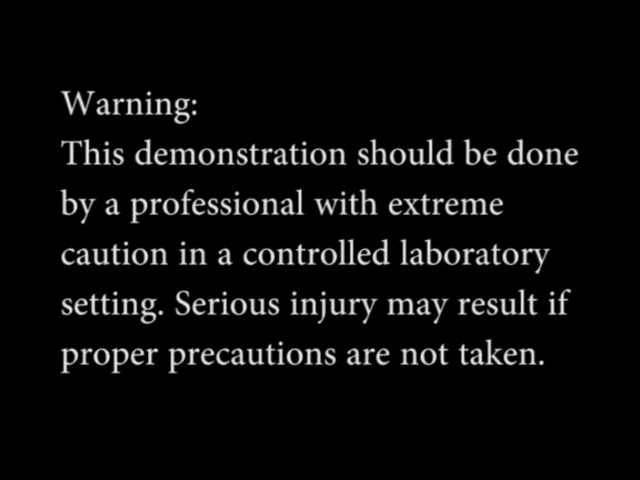 Warning:
This demonstration should be done
by a professional with extreme
caution in a controlled laboratory
setting. Serious injury may result if
proper precautions are not taken.